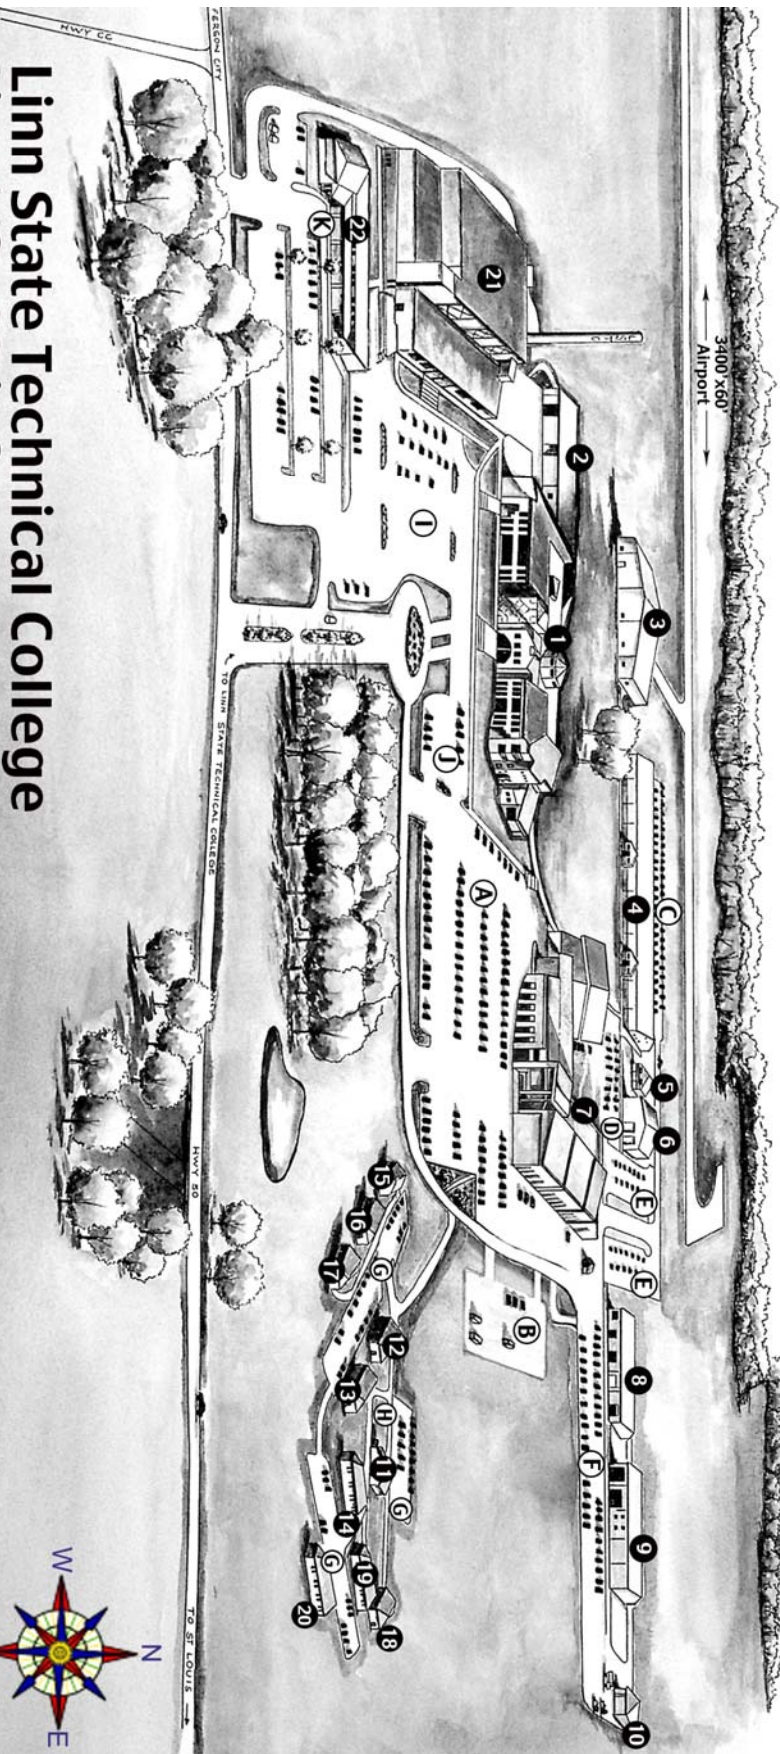 3400'x60'
Airport
3
C
4
5
6
E
E
8
9
10
2
D
F
1
7
21
B
A
J
I
12
H
11
G
18
22
K
15
16
17
G
13
14
19
G
20
FERSON CITY
TO LINN STATE TECHNICAL COLLEGE
HWY 50
TO ST LOUIS
HWY CC
N
W
E
Linn State Technical College